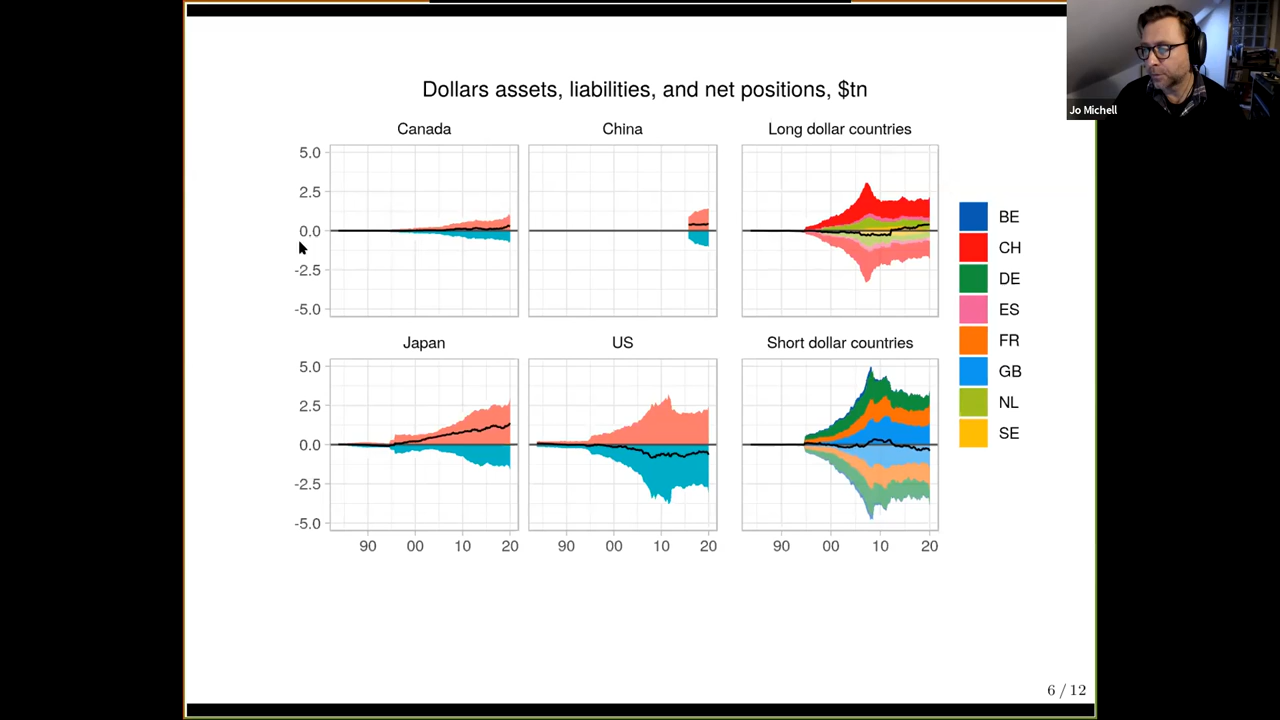 Dollars assets, liabilities, and net positions, $tn
Jo Michell
Canada
China
Long dollar countries
5.0
2.5
0.0
-2.5
-5.0
Japan
US
Short dollar countries
5.0
2.5
0.0
-2.5
-5.0
90 00 10 20
90 00 10 20
90 00 10 20
BE
CH
DE
ES
FR
GB
NL
SE
6 / 12